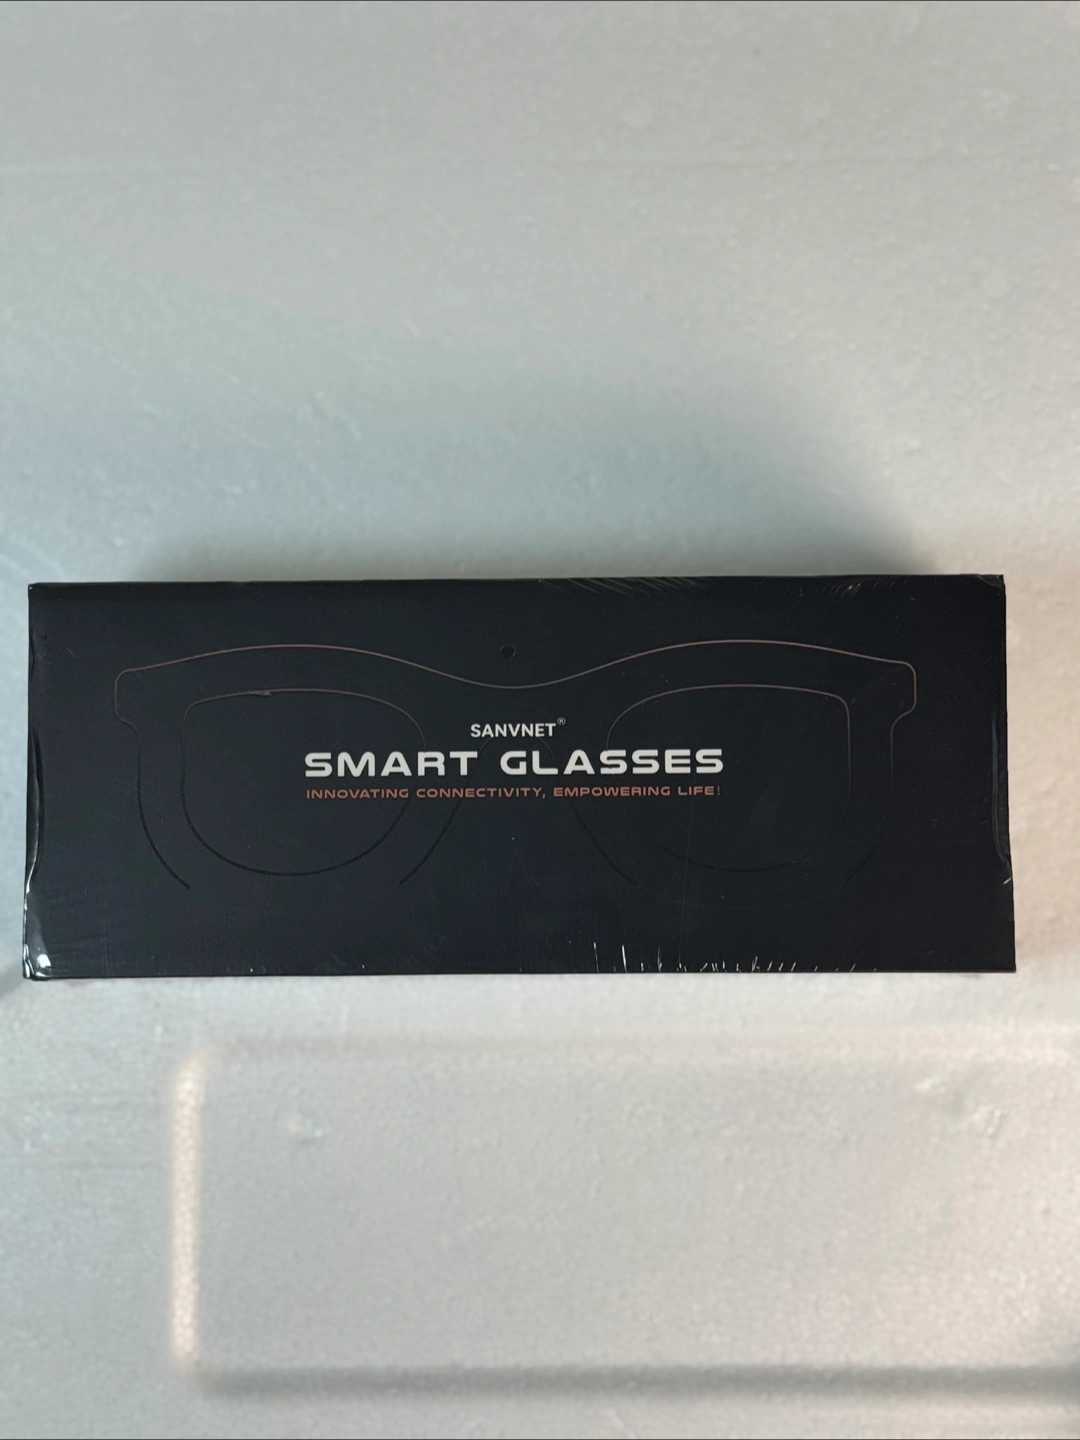 SANVNET®
SMART GLASSES
INNOVATING CONNECTIVITY, EMPOWERING LIFE!